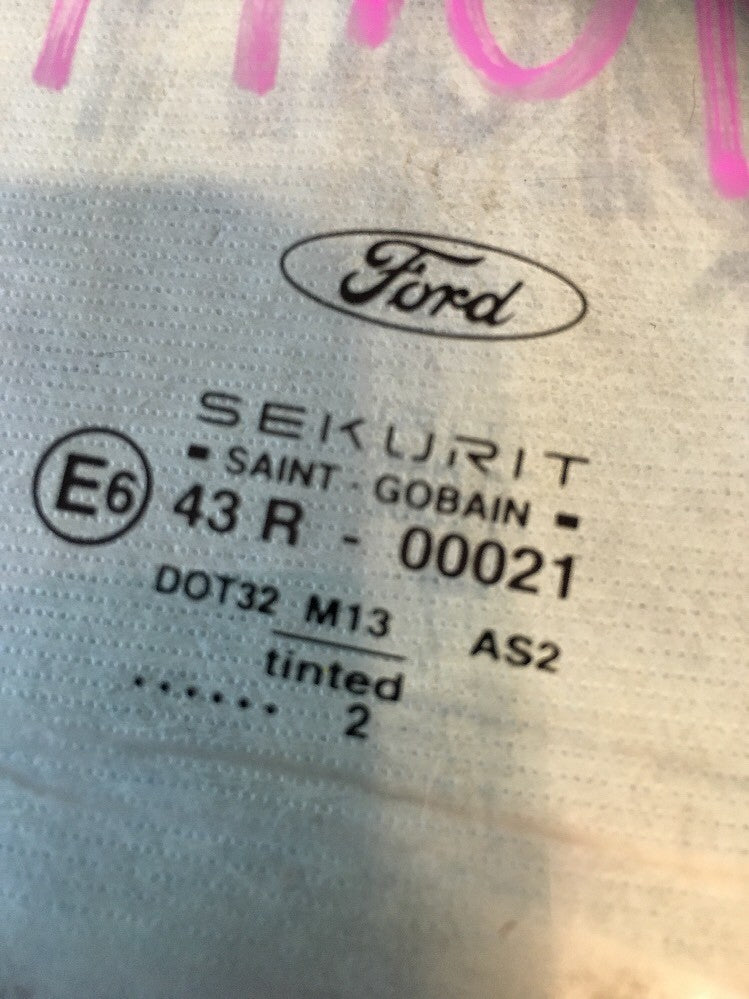 Ford
SEKURIT
SAINT - GOBAIN
E6 43 R - 00021
DOT32 M13 AS2
tinted
...... 2